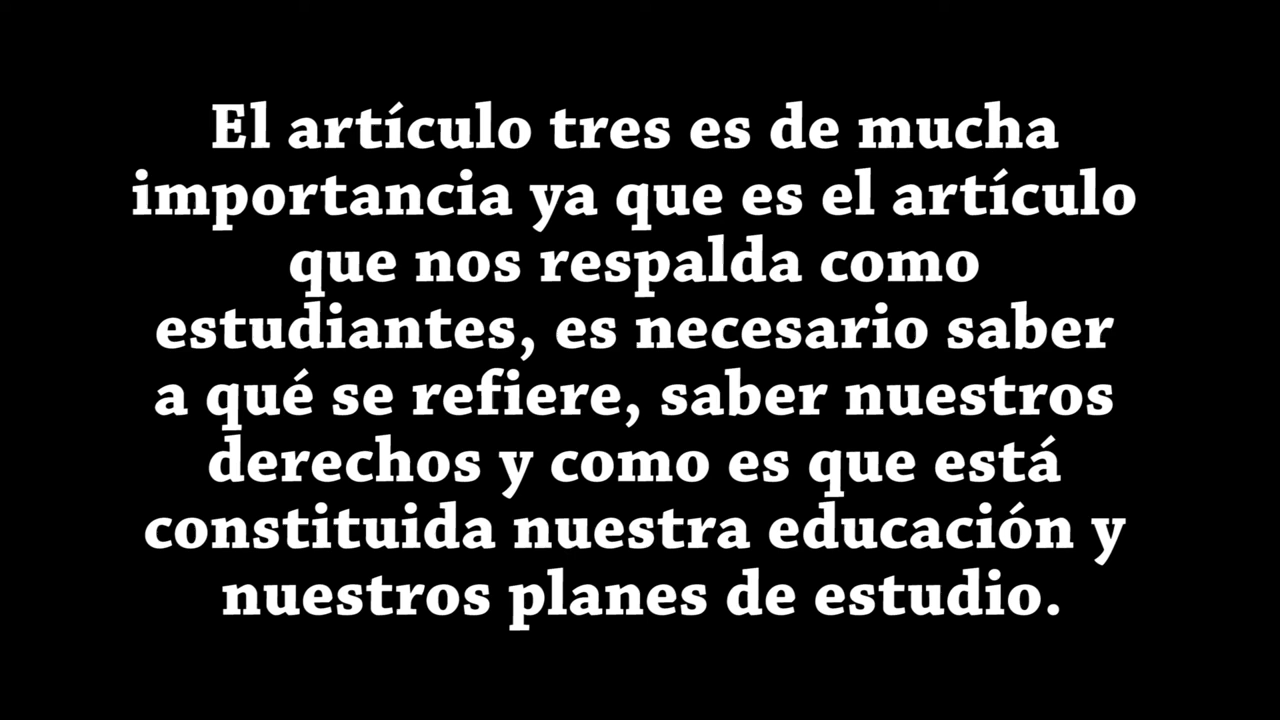 El artículo tres es de mucha
importancia ya que es el artículo
que nos respalda como
estudiantes, es necesario saber
a qué se refiere, saber nuestros
derechos y como es que está
constituida nuestra educación y
nuestros planes de estudio.